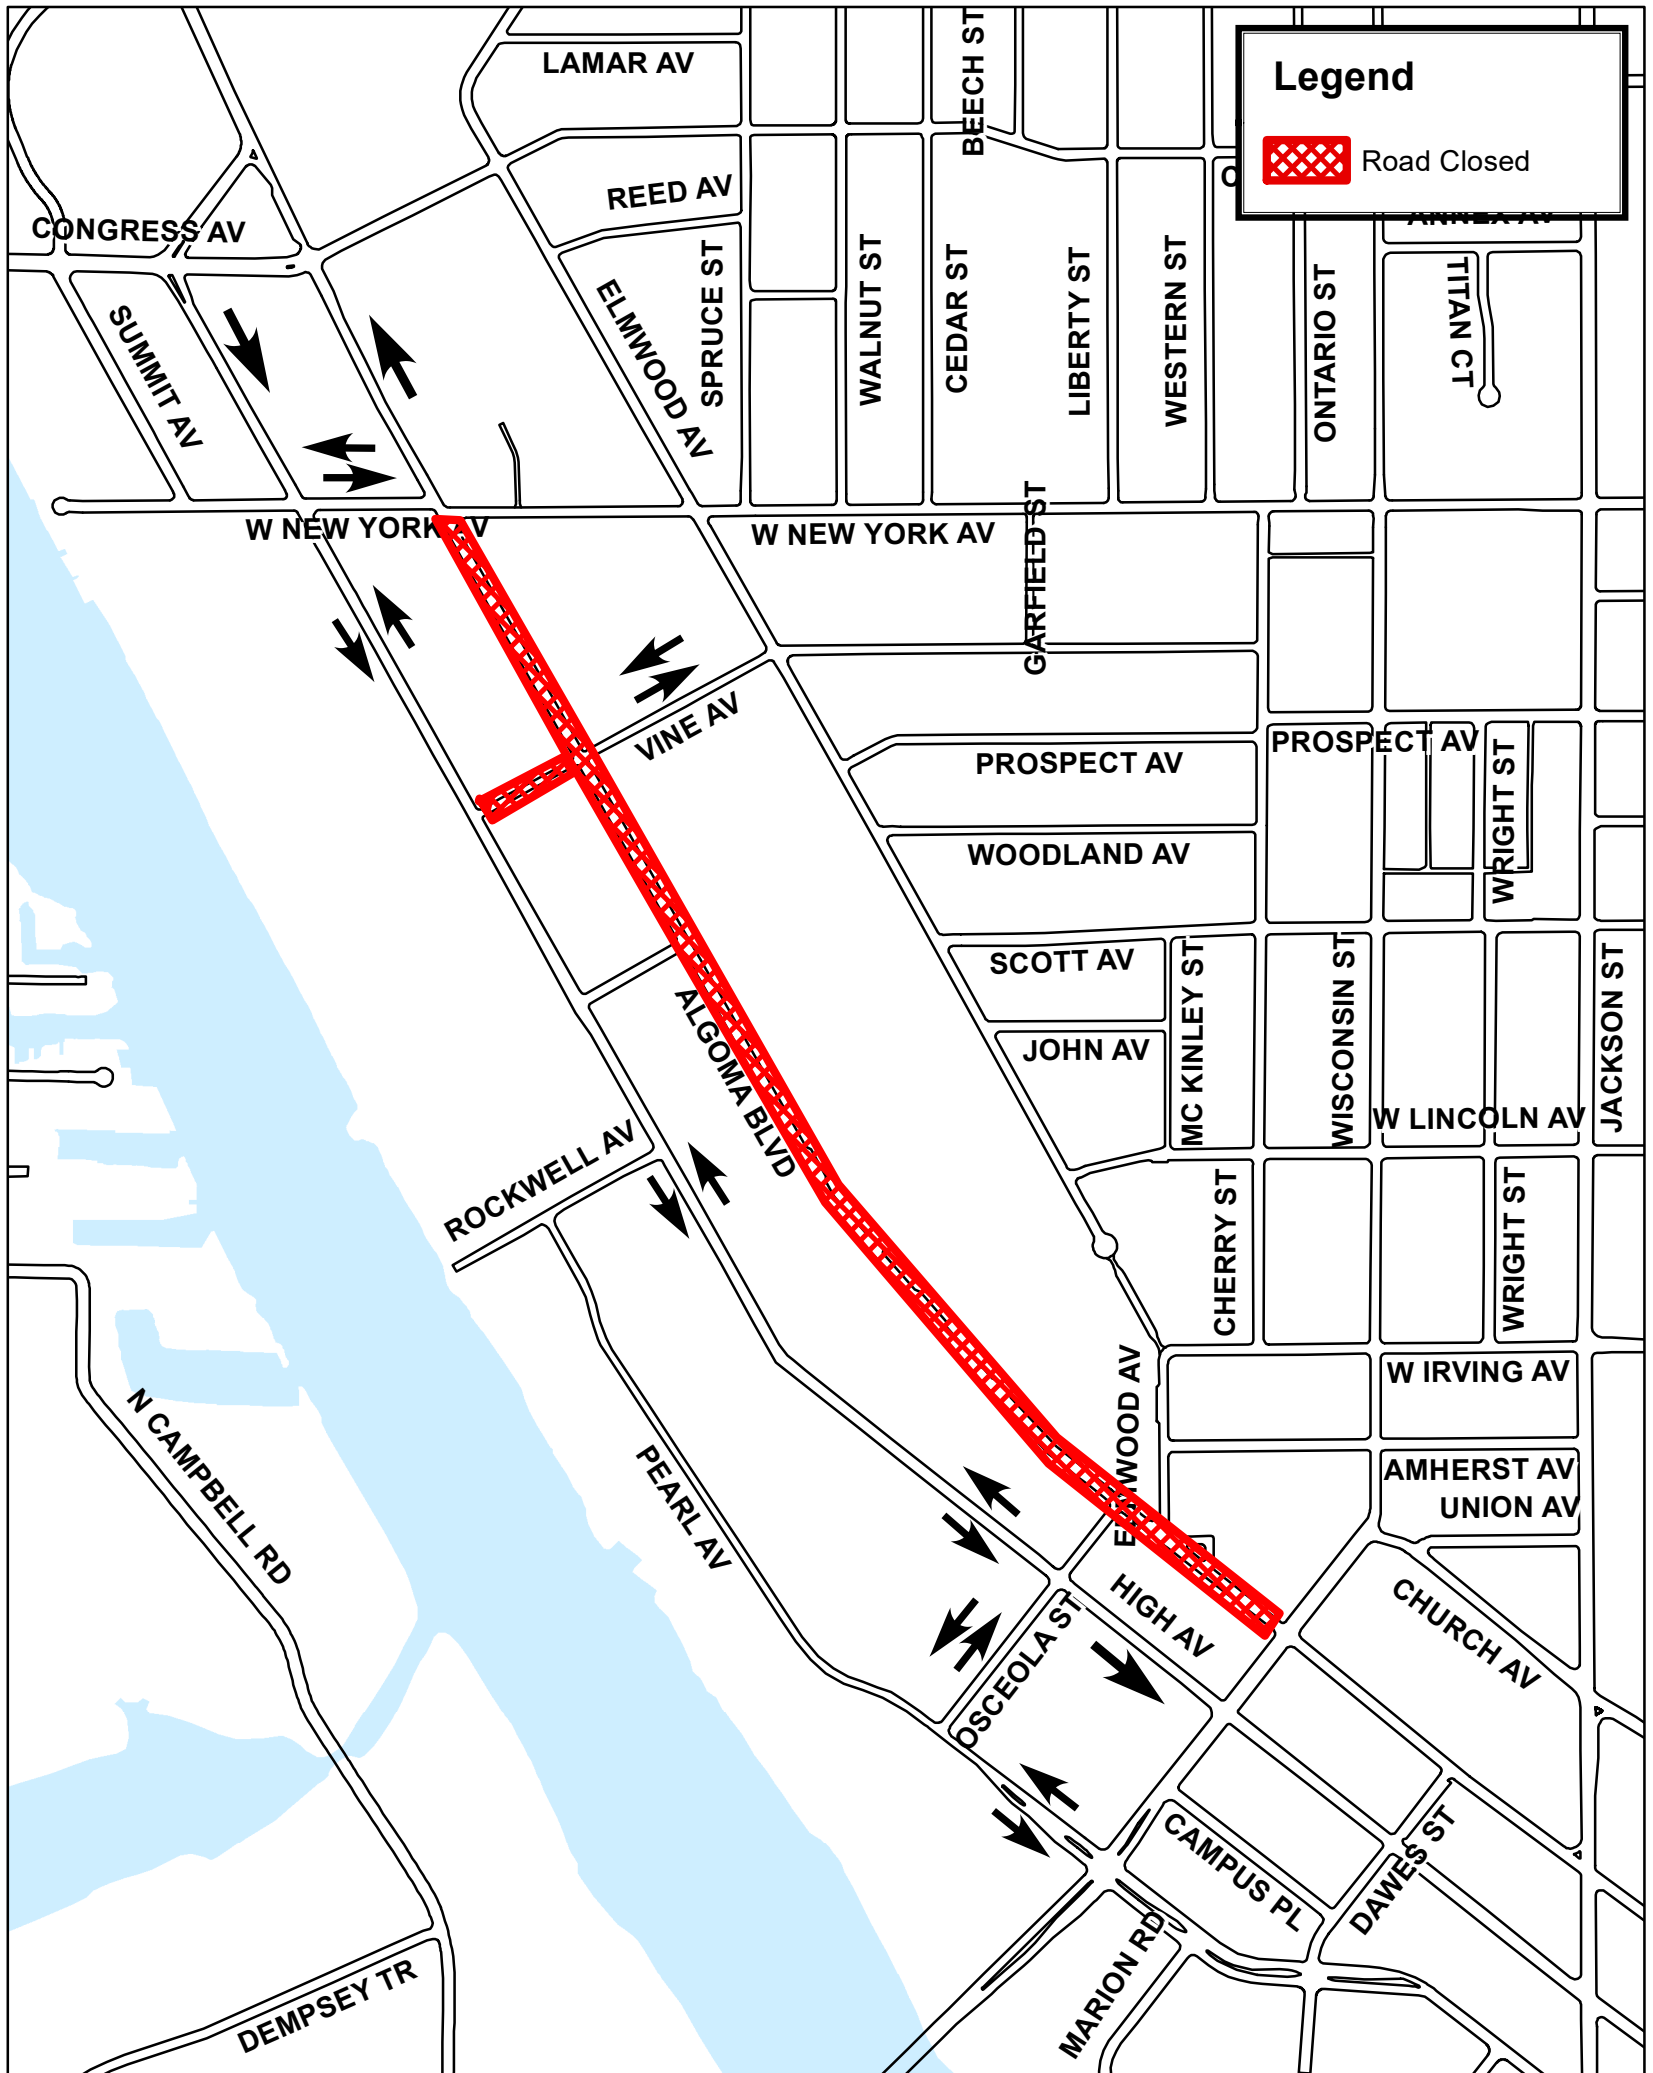 LAMAR AV
BEECH ST
Legend
Road Closed
REED AV
CONGRESS AV
ANNEX AV
SUMMIT AV
ELMWOOD AV
SPRUCE ST
WALNUT ST
CEDAR ST
LIBERTY ST
WESTERN ST
ONTARIO ST
TITAN CT
W NEW YORK AV
W NEW YORK AV
GARFIELD ST
VINE AV
PROSPECT AV
PROSPECT AV
WRIGHT ST
WOODLAND AV
SCOTT AV
MC KINLEY ST
WISCONSIN ST
JACKSON ST
ALGOMA BLVD
JOHN AV
W LINCOLN AV
ROCKWELL AV
CHERRY ST
WRIGHT ST
N CAMPBELL RD
PEARL AV
ELMWOOD AV
W IRVING AV
AMHERST AV
UNION AV
HIGH AV
CHURCH AV
OSCEOLA ST
CAMPUS PL
DAWES ST
MARION RD
DEMPSEY TR